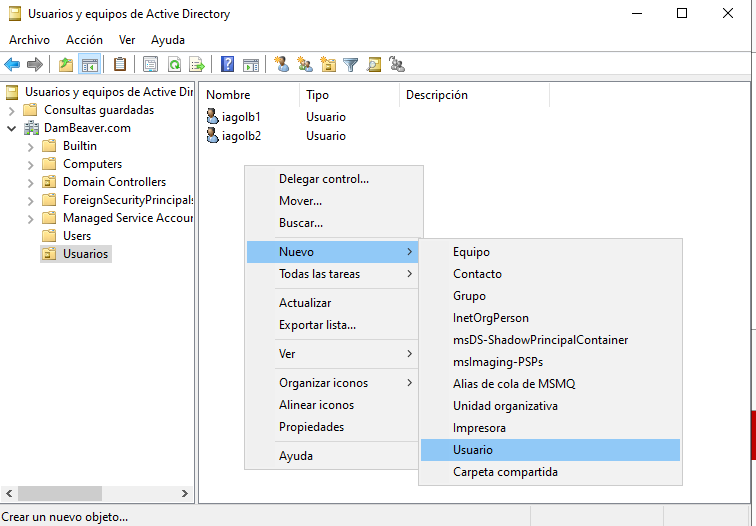 Usuarios y equipos de Active Directory
Archivo Acción Ver Ayuda
Usuarios y equipos de Active Dir
Consultas guardadas
DamBeaver.com
Builtin
Computers
Domain Controllers
ForeignSecurityPrincipals
Managed Service Accoun
Users
Usuarios
Nombre Tipo Descripción
iagolb1 Usuario
iagolb2 Usuario
Delegar control...
Mover...
Buscar...
Nuevo
Todas las tareas
Actualizar
Exportar lista...
Ver
Organizar iconos
Alinear iconos
Propiedades
Ayuda
Equipo
Contacto
Grupo
InetOrgPerson
msDS-ShadowPrincipalContainer
msImaging-PSPs
Alias de cola de MSMQ
Unidad organizativa
Impresora
Usuario
Carpeta compartida
Crear un nuevo objeto...